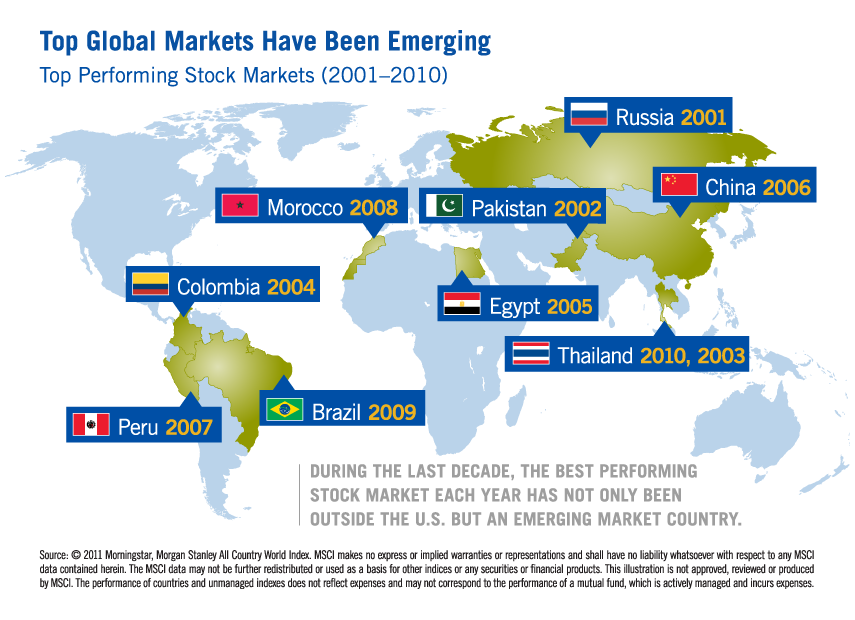 Top Global Markets Have Been Emerging
Top Performing Stock Markets (2001–2010)
Russia 2001
China 2006
Morocco 2008
Pakistan 2002
Colombia 2004
Egypt 2005
Thailand 2010, 2003
Brazil 2009
Peru 2007
DURING THE LAST DECADE, THE BEST PERFORMING
STOCK MARKET EACH YEAR HAS NOT ONLY BEEN
OUTSIDE THE U.S. BUT AN EMERGING MARKET COUNTRY.
Source: © 2011 Morningstar, Morgan Stanley All Country World Index. MSCI makes no express or implied warranties or representations and shall have no liability whatsoever with respect to any MSCI
data contained herein. The MSCI data may not be further redistributed or used as a basis for other indices or any securities or financial products. This illustration is not approved, reviewed or produced
by MSCI. The performance of countries and unmanaged indexes does not reflect expenses and may not correspond to the performance of a mutual fund, which is actively managed and incurs expenses.